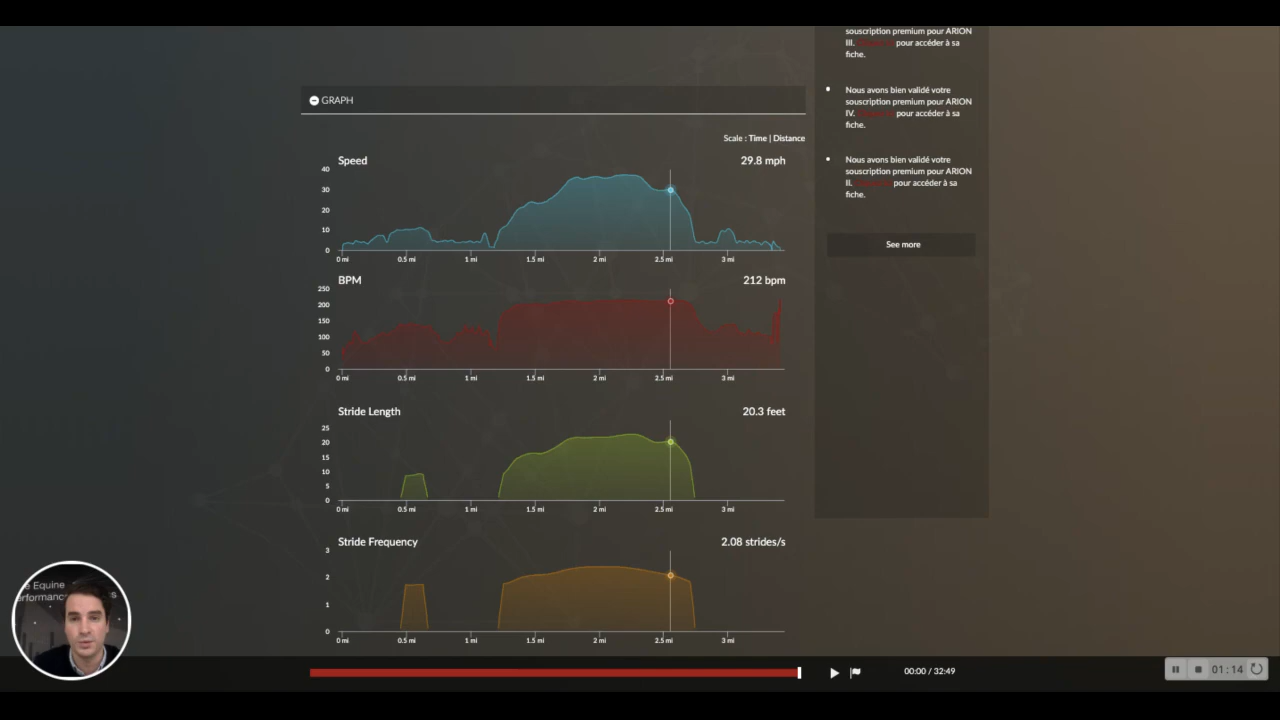 souscription premium pour ARION
III. pour accéder à sa
fiche.
Nous avons bien validé votre
souscription premium pour ARION
IV. pour accéder à sa
fiche.
Nous avons bien validé votre
souscription premium pour ARION
II. pour accéder à sa
fiche.
See more
GRAPH
Scale : Time | Distance
Speed 29.8 mph
40
30
20
10
0
0 mi 0.5 mi 1 mi 1.5 mi 2 mi 2.5 mi 3 mi
BPM 212 bpm
250
200
150
100
50
0
0 mi 0.5 mi 1 mi 1.5 mi 2 mi 2.5 mi 3 mi
Stride Length 20.3 feet
25
20
15
10
5
0
0 mi 0.5 mi 1 mi 1.5 mi 2 mi 2.5 mi 3 mi
Stride Frequency 2.08 strides/s
3
2
1
0
0 mi 0.5 mi 1 mi 1.5 mi 2 mi 2.5 mi 3 mi
Equine
00:00 / 32:49
01:14